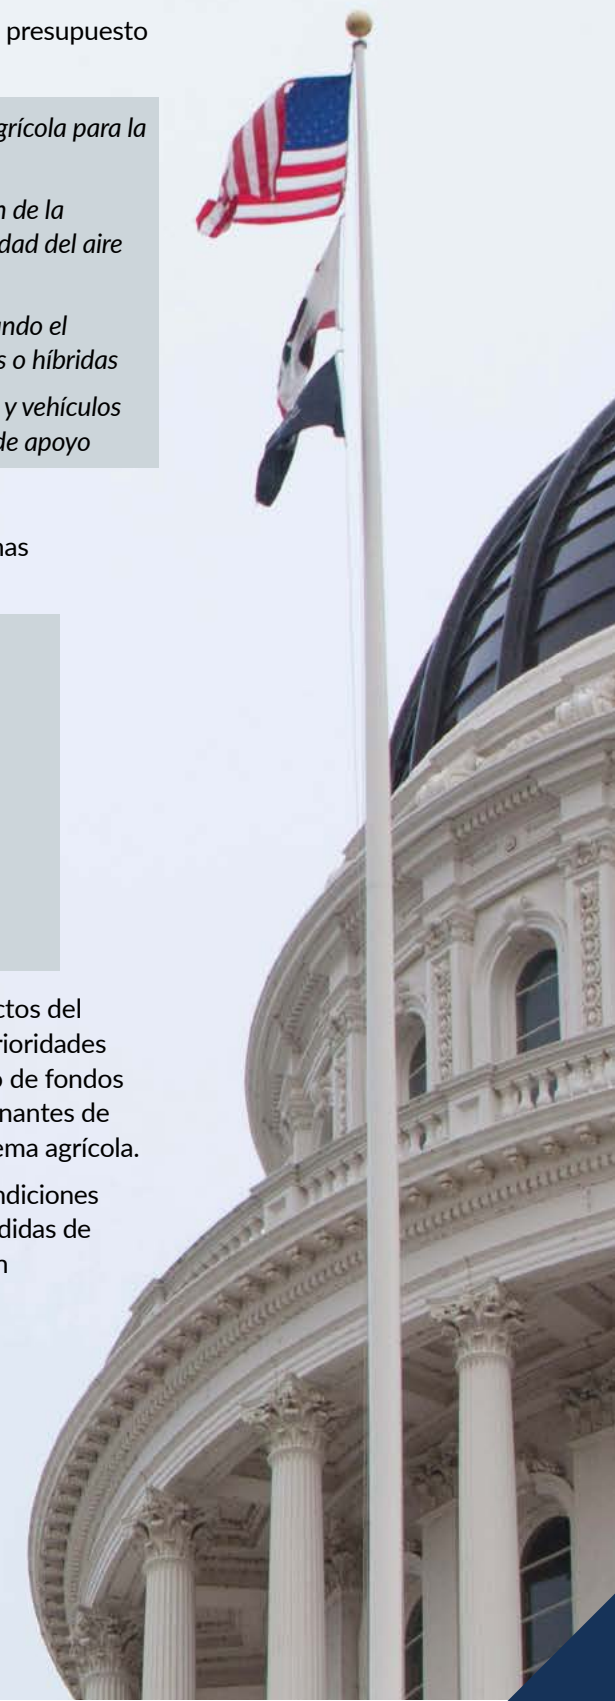 presupuesto
grícola para la
n de la
dad del aire
ndo el
s o híbridas
y vehículos
de apoyo
nas
ctos del
rioridades
o de fondos
nantes de
ema agrícola.
ndiciones
didas de
n